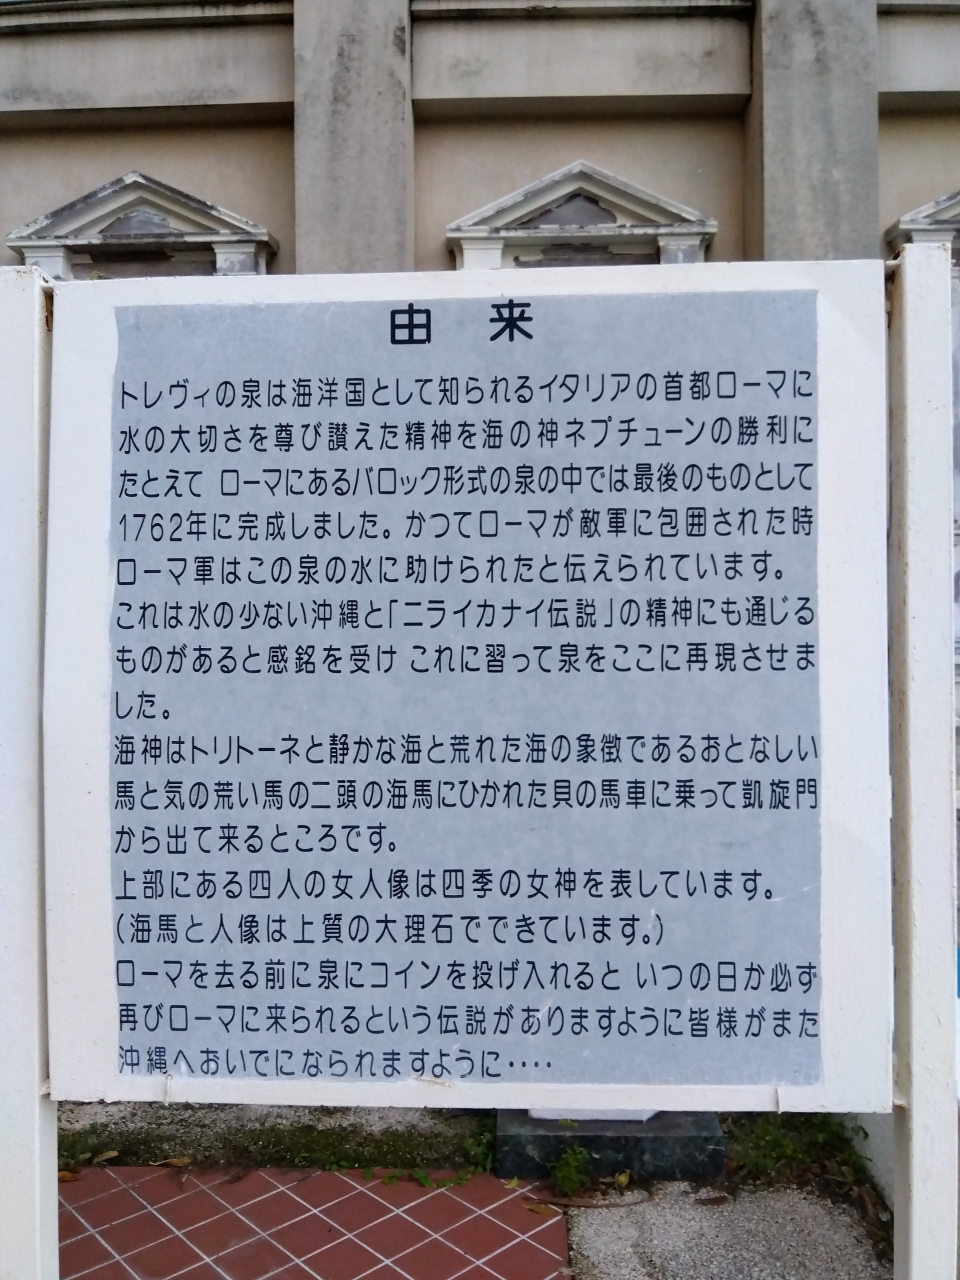 由 来
トレヴィの泉は海洋国として知られるイタリアの首都ローマに
水の大切さを尊び讃えた精神を海の神ネプチューンの勝利に
たとえて ローマにあるバロック形式の泉の中では最後のものとして
1762年に完成しました。かつてローマが敵軍に包囲された時
ローマ軍はこの泉の水に助けられたと伝えられています。
これは水の少ない沖縄と「ニライカナイ伝説」の精神にも通じる
ものがあると感銘を受け これに習って泉をここに再現させま
した。
海神はトリトーネと静かな海と荒れた海の象徴であるおとなしい
馬と気の荒い馬の二頭の海馬にひかれた貝の馬車に乗って凱旋門
から出て来るところです。
上部にある四人の女人像は四季の女神を表しています。
(海馬と人像は上質の大理石でできています。)
ローマを去る前に泉にコインを投げ入れると いつの日か必ず
再びローマに来られるという伝説がありますように皆様がまた
沖縄へおいでになられますように････